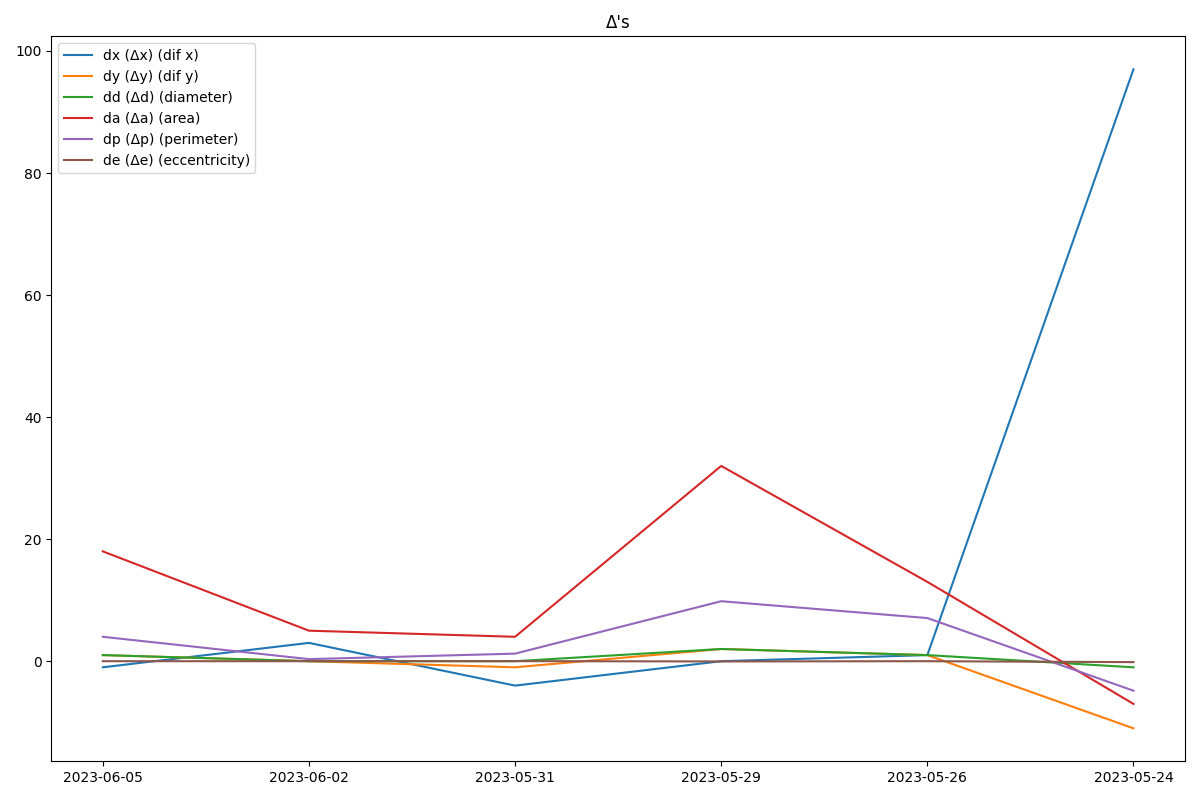 Δ's
dx (Δx) (dif x)
dy (Δy) (dif y)
dd (Δd) (diameter)
da (Δa) (area)
dp (Δp) (perimeter)
de (Δe) (eccentricity)
100
80
60
40
20
0
2023-06-05 2023-06-02 2023-05-31 2023-05-29 2023-05-26 2023-05-24